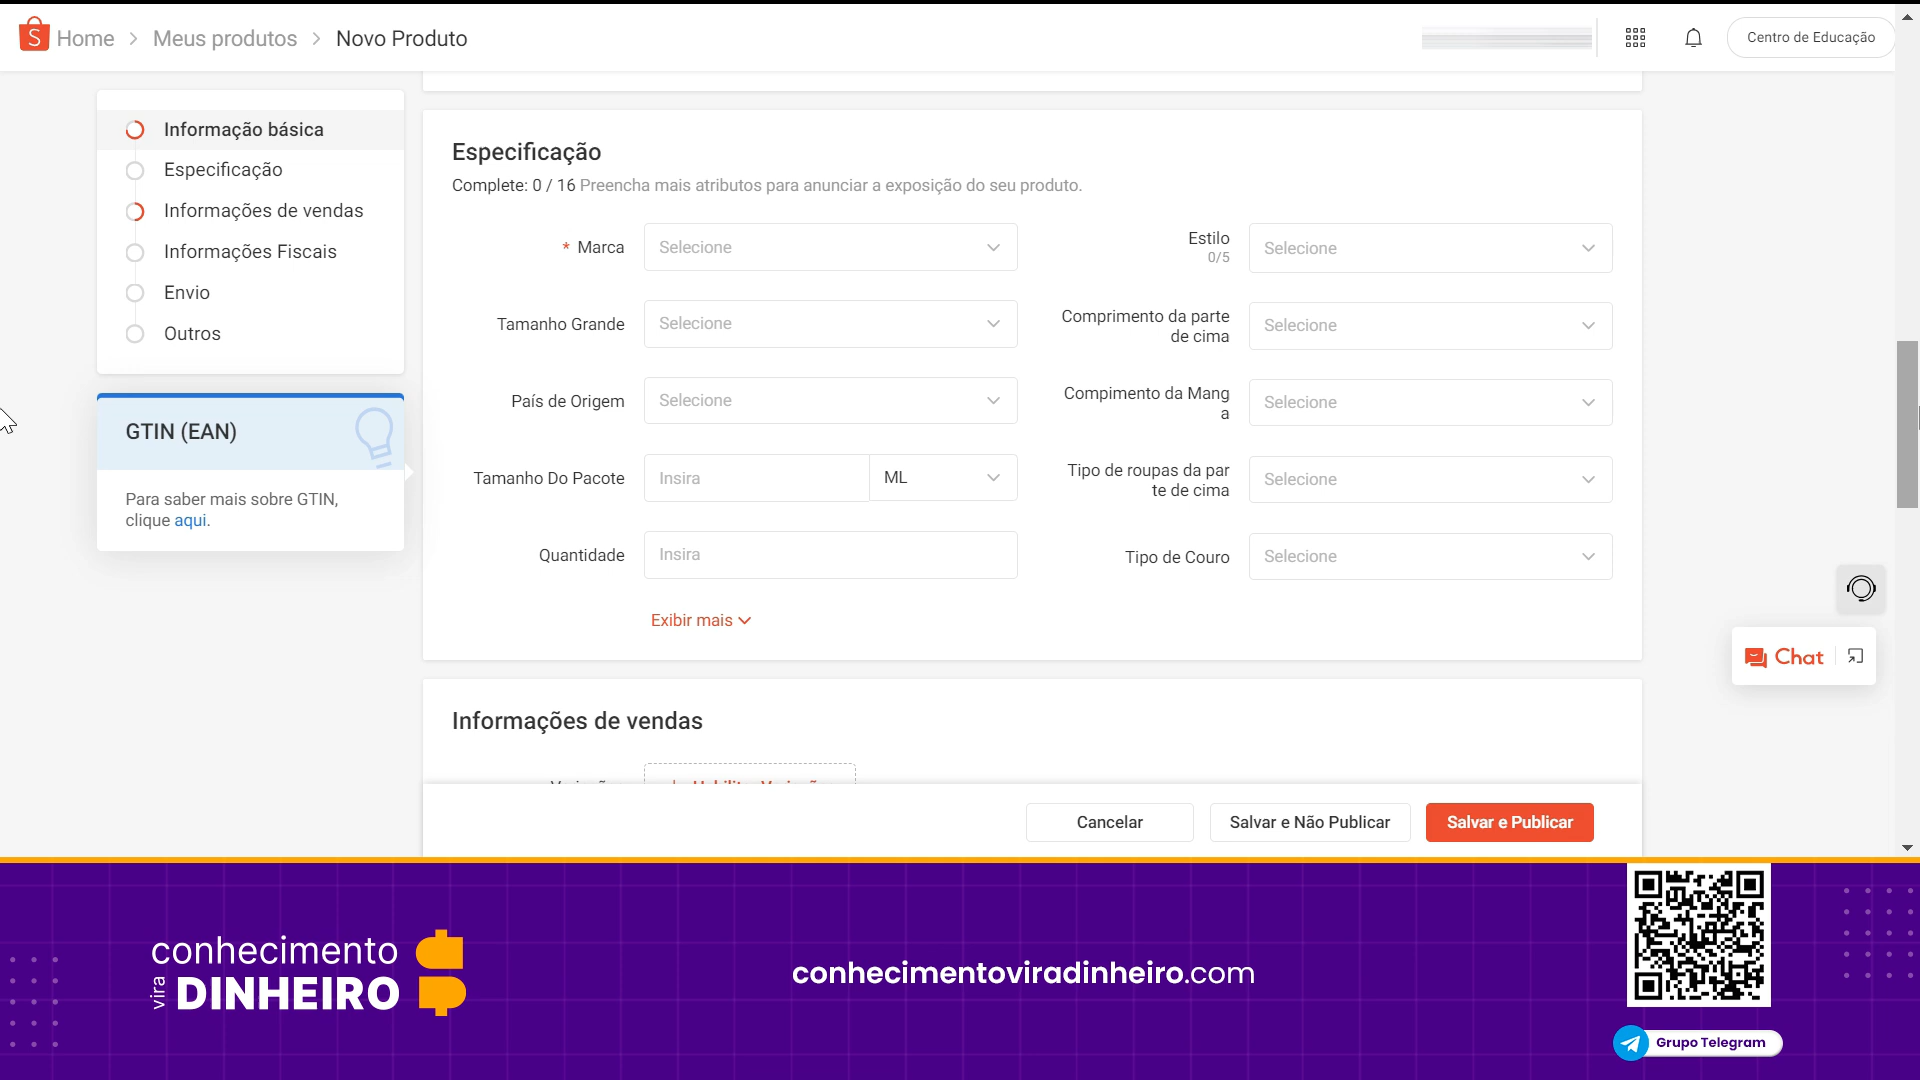 Home > Meus produtos > Novo Produto
Centro de Educação
Informação básica
Especificação
Informações de vendas
Informações Fiscais
Envio
Outros
GTIN (EAN)
Para saber mais sobre GTIN,
clique aqui.
Especificação
Complete: 0 / 16 Preencha mais atributos para anunciar a exposição do seu produto.
* Marca
Selecione
Estilo
0/5
Selecione
Tamanho Grande
Selecione
Comprimento da parte
de cima
Selecione
País de Origem
Selecione
Compimento da Mang
a
Selecione
Tamanho Do Pacote
Insira
ML
Tipo de roupas da par
te de cima
Selecione
Quantidade
Insira
Tipo de Couro
Selecione
Exibir mais
Chat
Informações de vendas
Cancelar
Salvar e Não Publicar
Salvar e Publicar
conhecimento
vira DINHEIRO
conhecimentoviradinheiro.com
Grupo Telegram